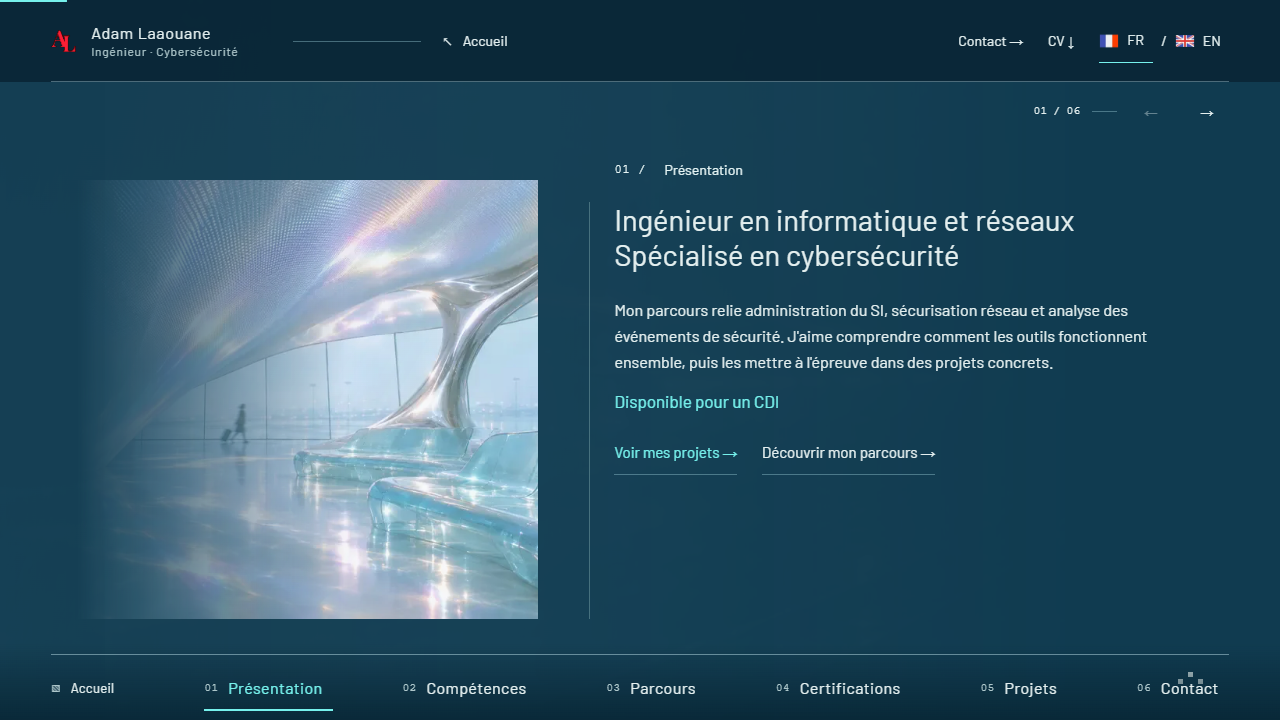 AL
Adam Laaouane
Ingénieur · Cybersécurité
↖ Accueil
Contact →
CV ↓
FR / EN
01 / 06 ← →
01 / Présentation
Ingénieur en informatique et réseaux
Spécialisé en cybersécurité
Mon parcours relie administration du SI, sécurisation réseau et analyse des
événements de sécurité. J'aime comprendre comment les outils fonctionnent
ensemble, puis les mettre à l'épreuve dans des projets concrets.
Disponible pour un CDI
Voir mes projets → Découvrir mon parcours →
Accueil
01 Présentation
02 Compétences
03 Parcours
04 Certifications
05 Projets
06 Contact